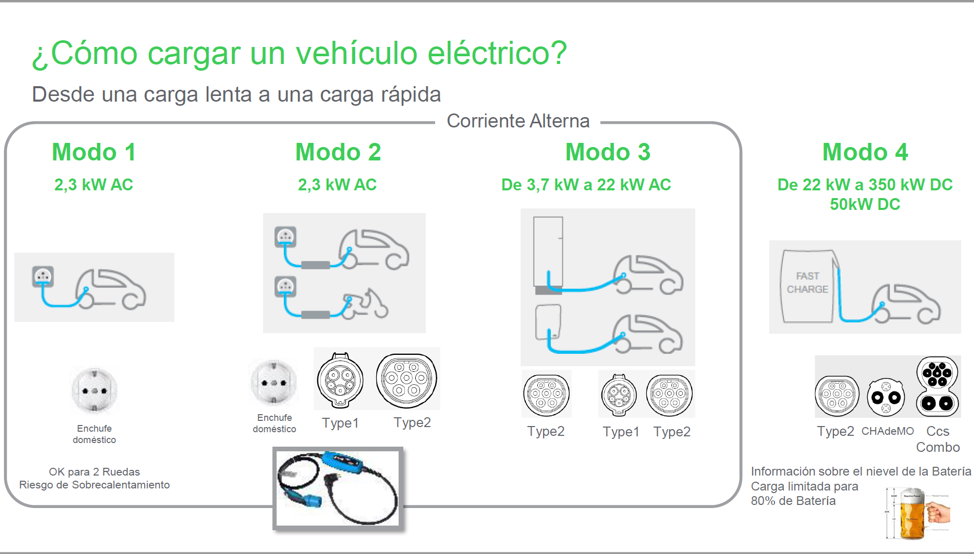 ¿Cómo cargar un vehículo eléctrico?
Desde una carga lenta a una carga rápida
Corriente Alterna
Modo 1
2,3 kW AC
Enchufe
doméstico
OK para 2 Ruedas
Riesgo de Sobrecalentamiento
Modo 2
2,3 kW AC
Enchufe
doméstico
Type1
Type2
Modo 3
De 3,7 kW a 22 kW AC
Type2
Type1
Type2
Modo 4
De 22 kW a 350 kW DC
50kW DC
FAST
CHARGE
Type2
CHAdeMO
Ccs
Combo
Información sobre el nievel de la Batería
Carga limitada para
80% de Batería